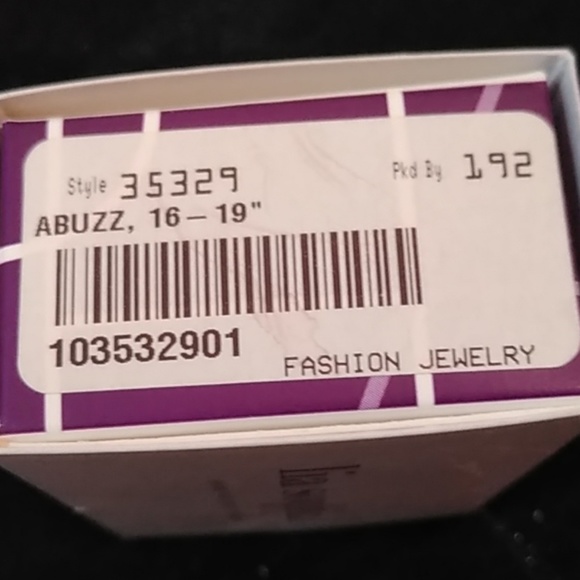 Style 35329 Pkd By 192
ABUZZ, 16–19"
103532901
FASHION JEWELRY